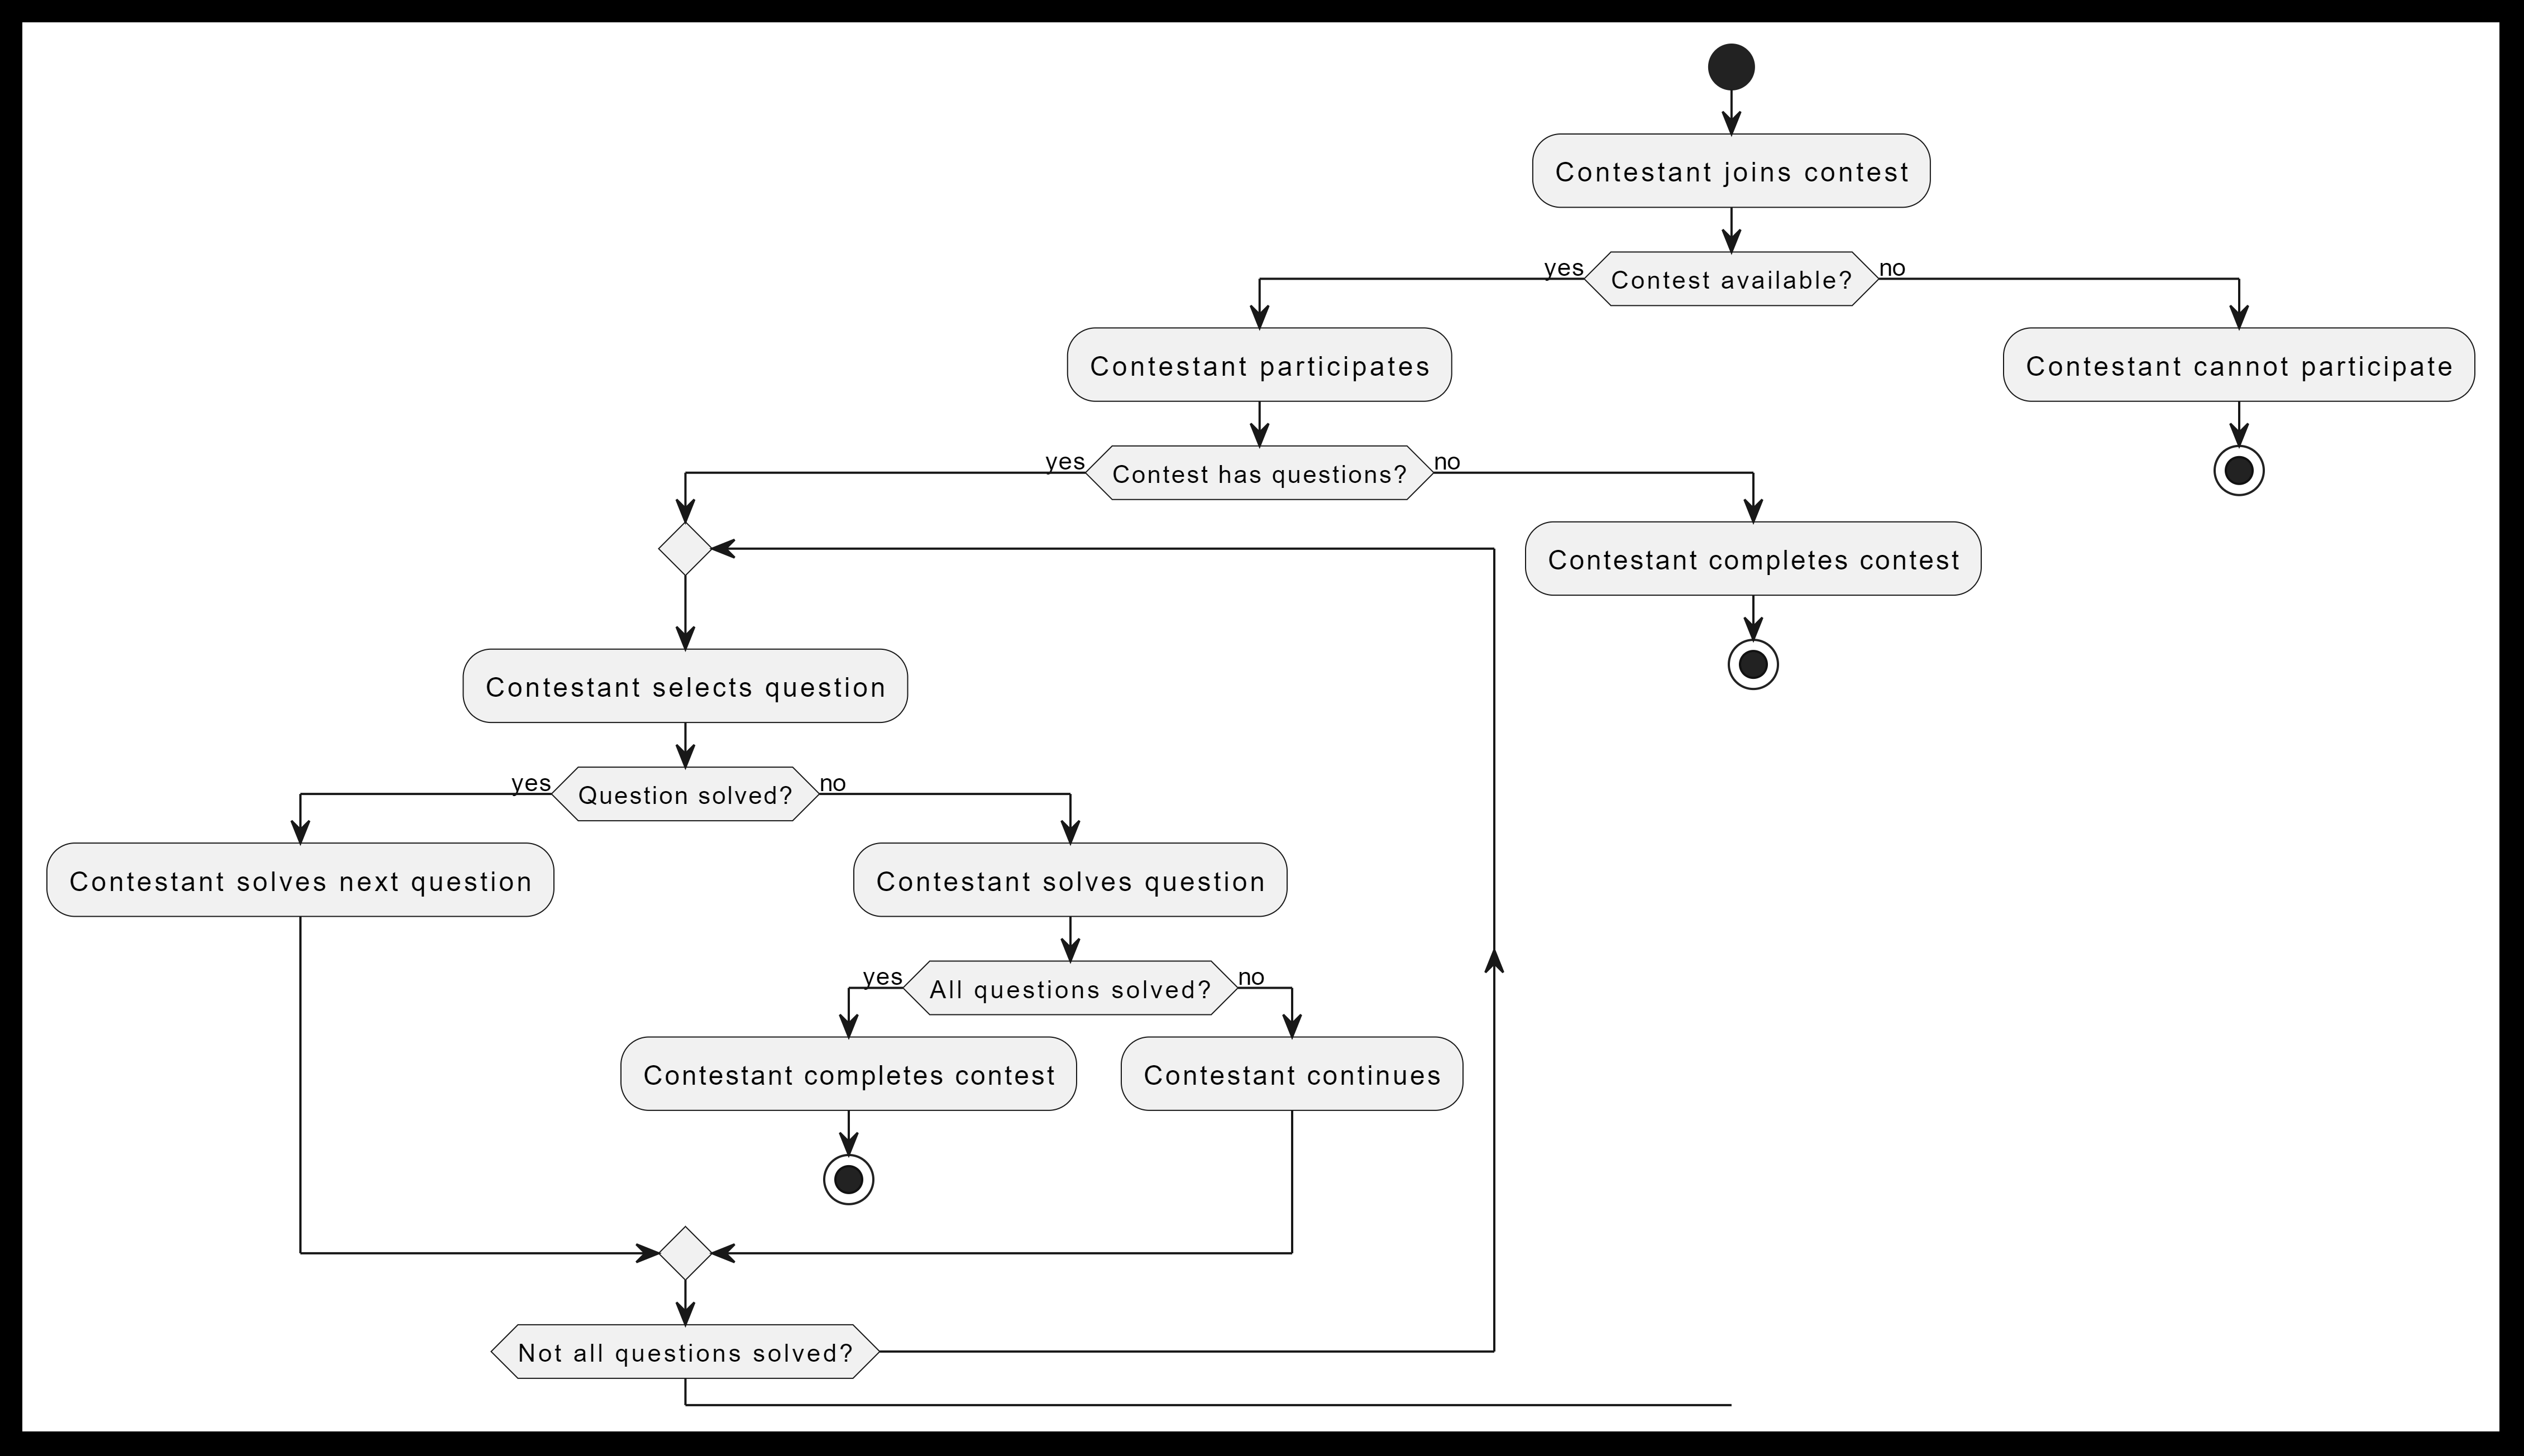 Contestant joins contest
yes
Contest available?
no
Contestant participates
Contestant cannot participate
yes
Contest has questions?
no
Contestant completes contest
Contestant selects question
yes
Question solved?
no
Contestant solves next question
Contestant solves question
yes
All questions solved?
no
Contestant completes contest
Contestant continues
Not all questions solved?